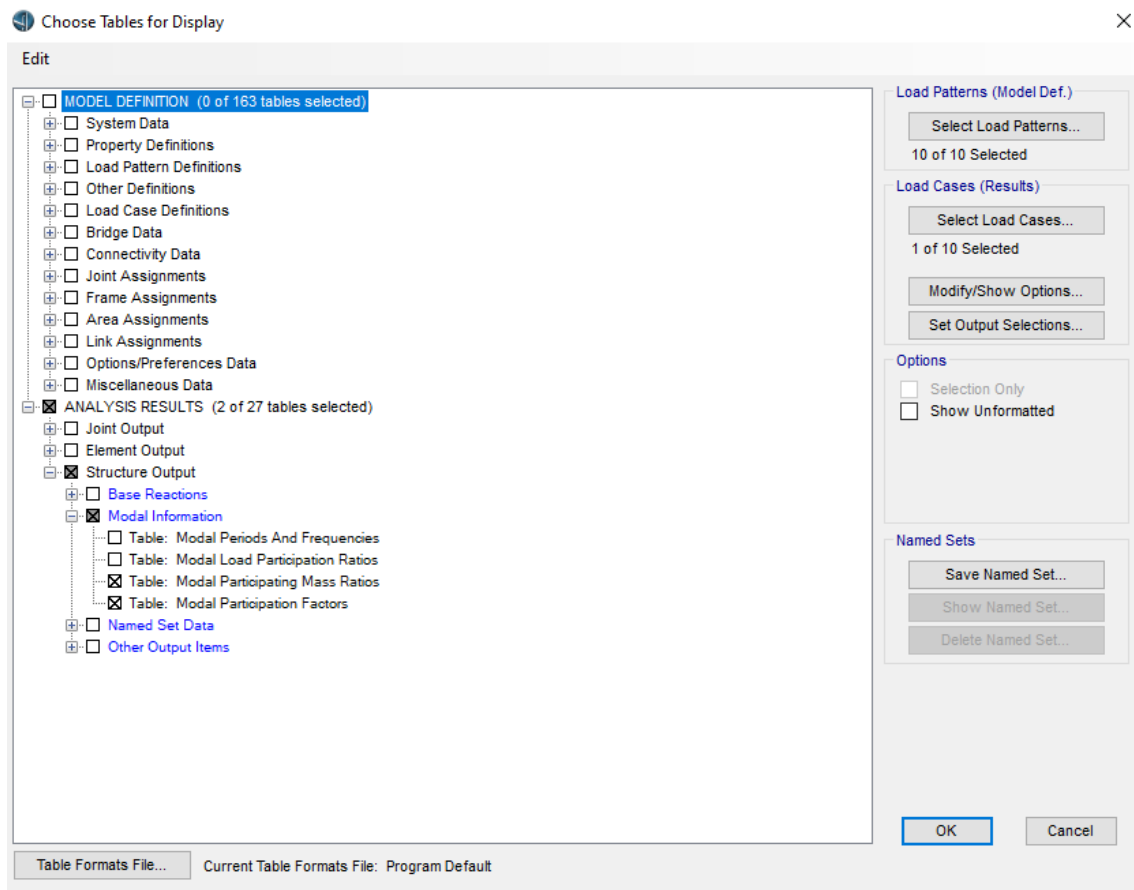 Choose Tables for Display
Edit
MODEL DEFINITION (0 of 163 tables selected)
System Data
Property Definitions
Load Pattern Definitions
Other Definitions
Load Case Definitions
Bridge Data
Connectivity Data
Joint Assignments
Frame Assignments
Area Assignments
Link Assignments
Options/Preferences Data
Miscellaneous Data
ANALYSIS RESULTS (2 of 27 tables selected)
Joint Output
Element Output
Structure Output
Base Reactions
Modal Information
Table: Modal Periods And Frequencies
Table: Modal Load Participation Ratios
Table: Modal Participating Mass Ratios
Table: Modal Participation Factors
Named Set Data
Other Output Items
Load Patterns (Model Def.)
Select Load Patterns...
10 of 10 Selected
Load Cases (Results)
Select Load Cases...
1 of 10 Selected
Modify/Show Options...
Set Output Selections...
Options
Selection Only
Show Unformatted
Named Sets
Save Named Set...
Show Named Set...
Delete Named Set...
OK
Cancel
Table Formats File...
Current Table Formats File: Program Default